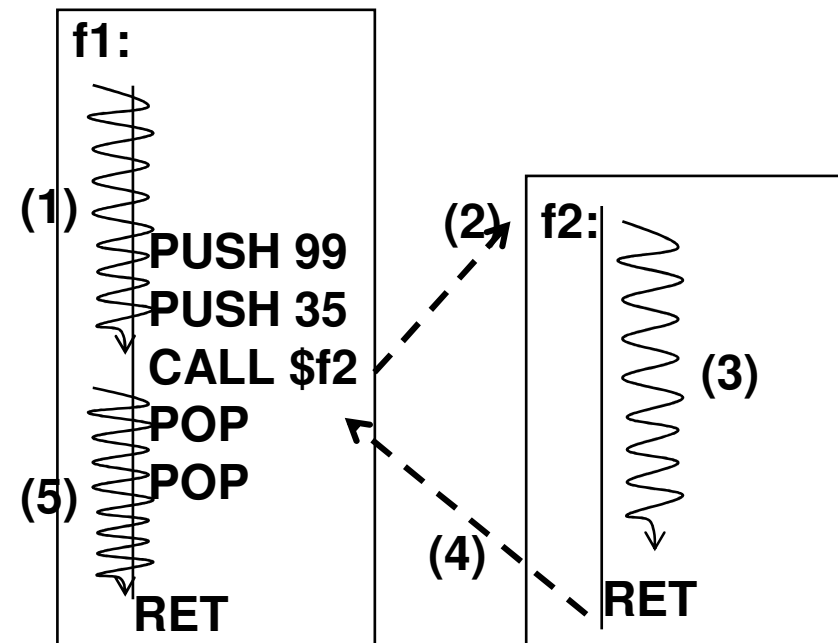 f1:
(1)
PUSH 99
PUSH 35
CALL $f2
POP
POP
(5)
RET
(2)
f2:
(3)
(4)
RET